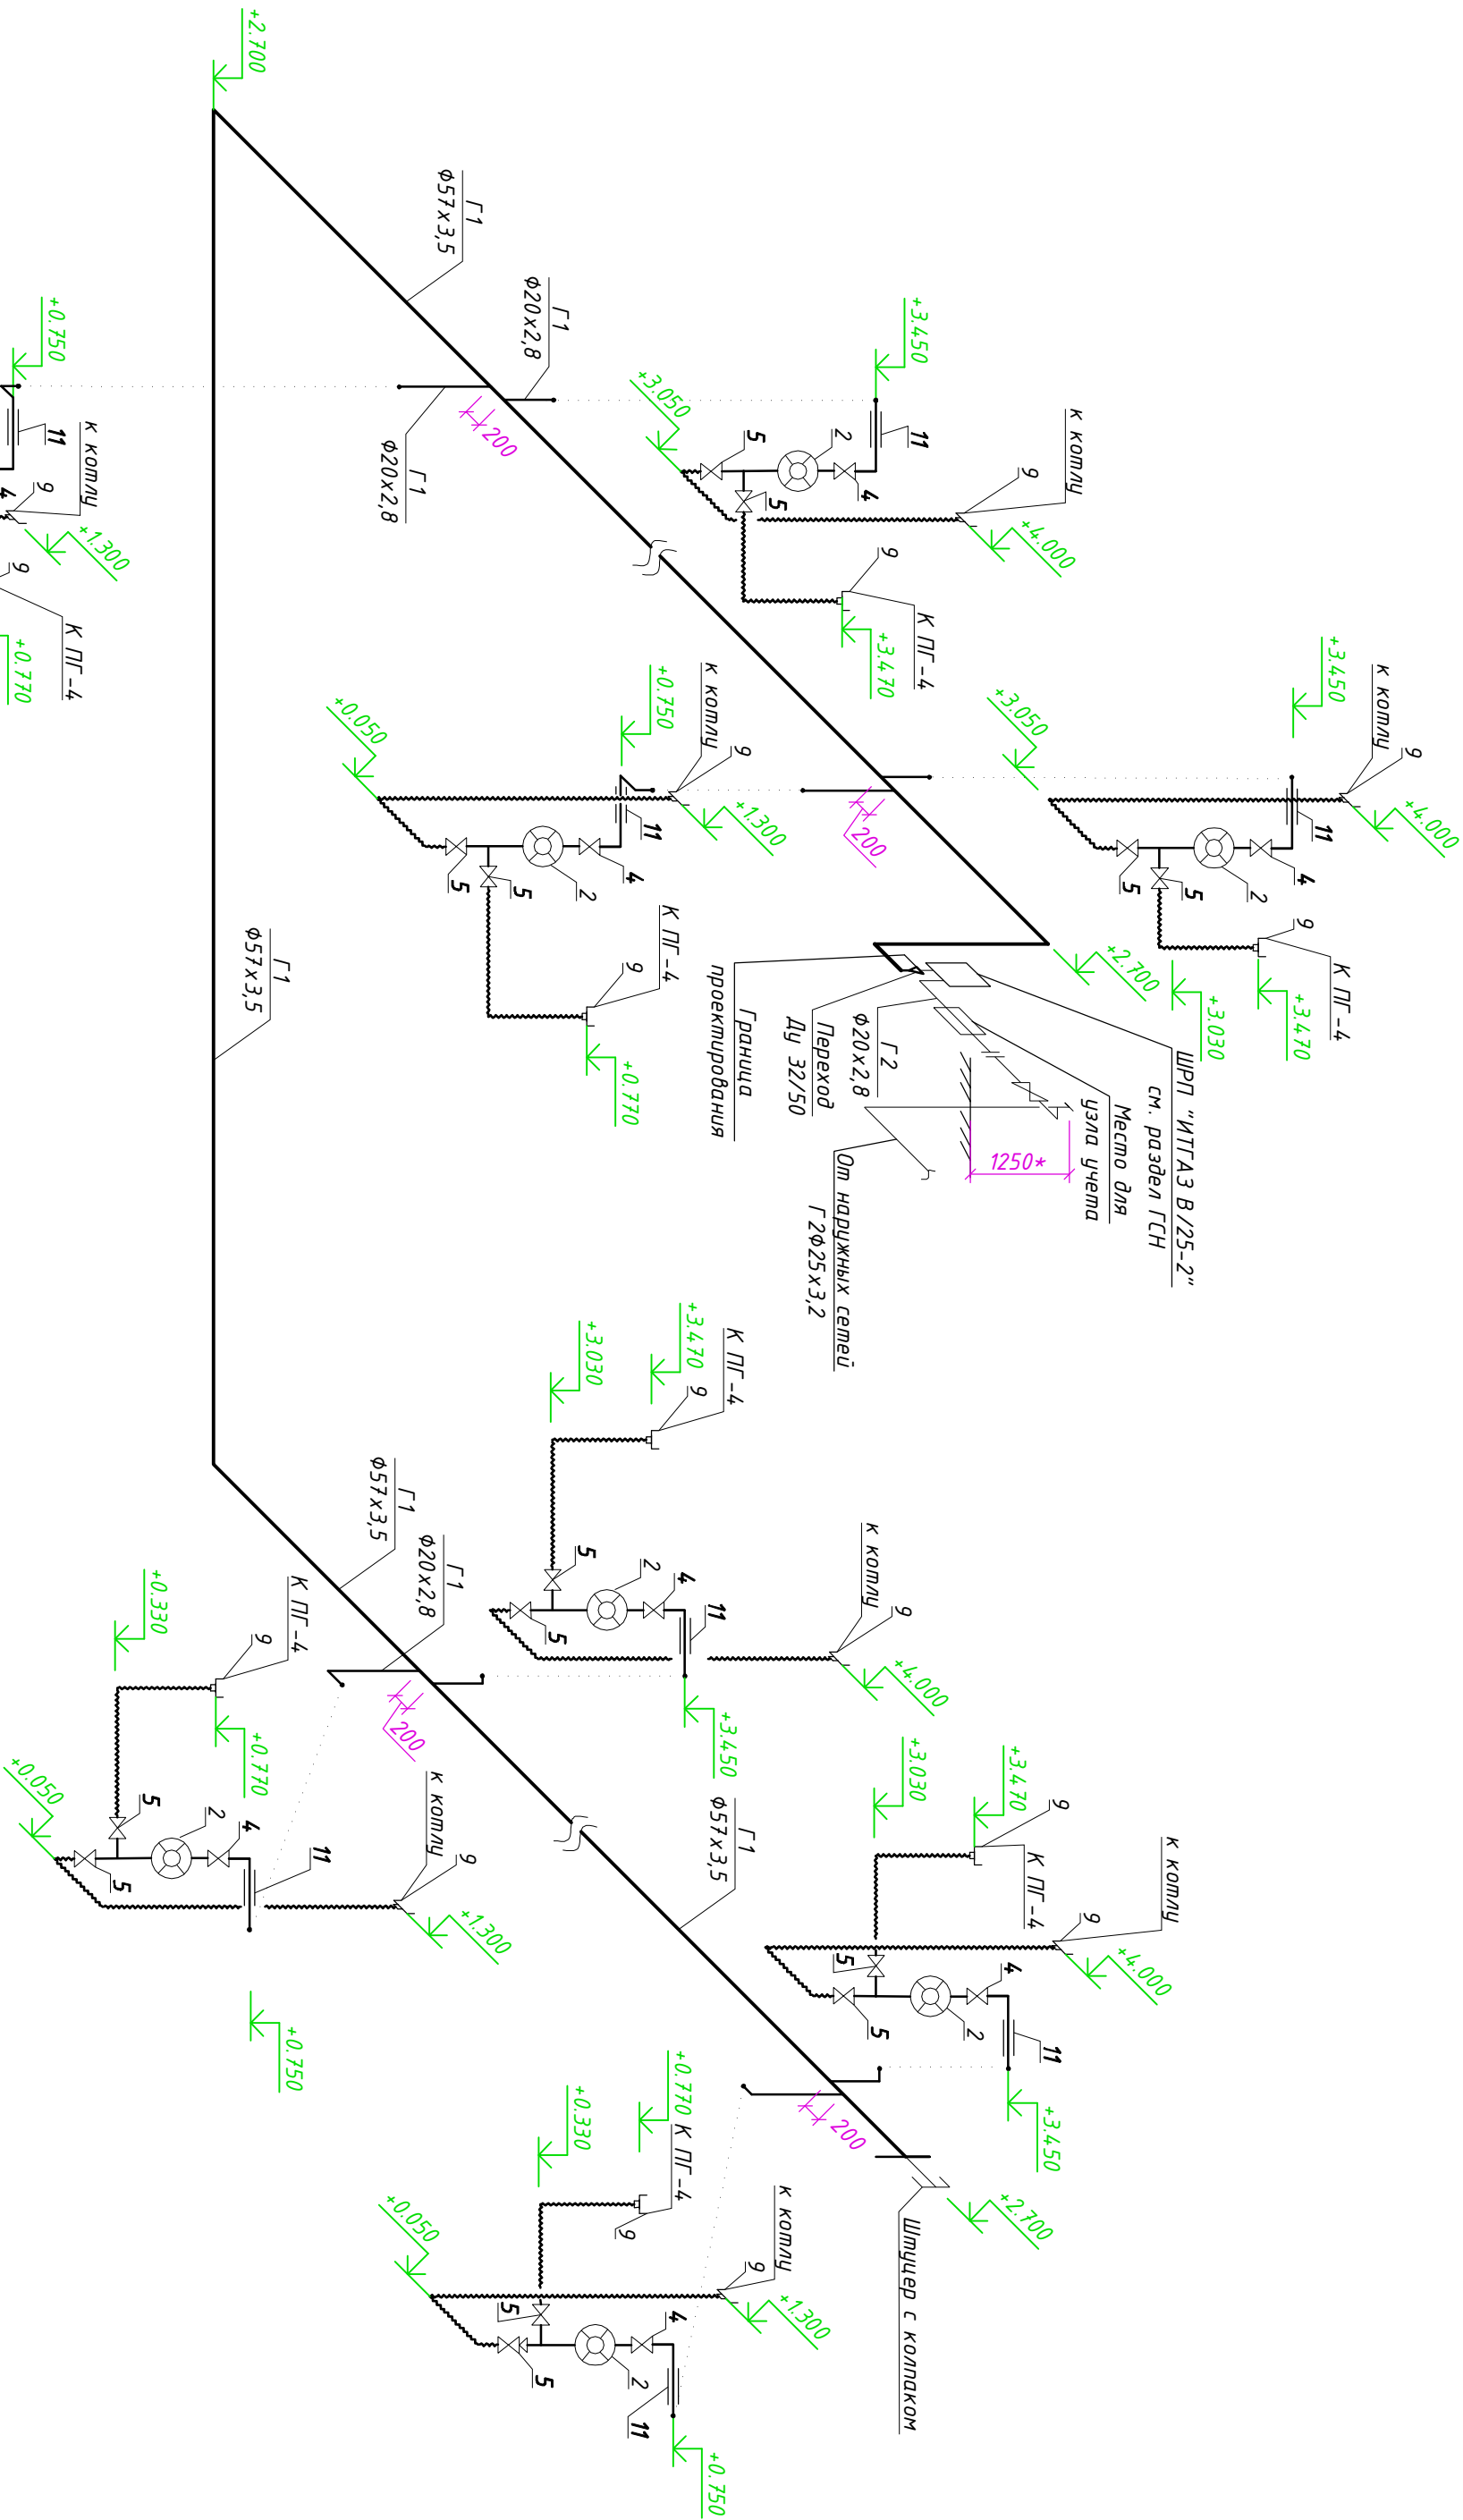 +2.700
Г1
Ф57х3,5
Г1
Ф20х2,8
Г1
Ф20х2,8
200
+0.750
11
к котлу
9
4
+1.300
9
К ПГ-4
+0.770
+3.450
11
+3.050
5
2
4
5
к котлу
9
+4.000
9
К ПГ-4
+3.470
+3.450
+3.050
к котлу
9
+4.000
11
4
2
5
5
9
К ПГ-4
+3.470
+3.030
+2.700
+0.750
к котлу
9
+1.300
+0.050
11
4
2
5
5
К ПГ-4
9
+0.770
200
ШРП "ИТГАЗ В/25-2"
см. раздел ГСН
Место для
узла учета
Г2
Ф20х2,8
Переход
Ду 32/50
Граница
проектирования
1250*
От наружных сетей
Г2Ф25х3,2
Г1
Ф57х3,5
+3.470
+3.030
К ПГ-4
9
5
2
4
11
5
к котлу
9
+4.000
+3.450
Г1
Ф57х3,5
Г1
Ф20х2,8
200
+0.330
К ПГ-4
9
+0.770
+0.050
5
2
4
5
11
к котлу
9
+1.300
+0.750
Г1
Ф57х3,5
+3.030
+3.470
9
К ПГ-4
к котлу
9
+4.000
5
4
2
5
11
+3.450
200
+2.700
Штуцер с колпаком
+0.770
+0.330
К ПГ-4
9
к котлу
9
+1.300
+0.050
5
4
2
5
11
+0.750